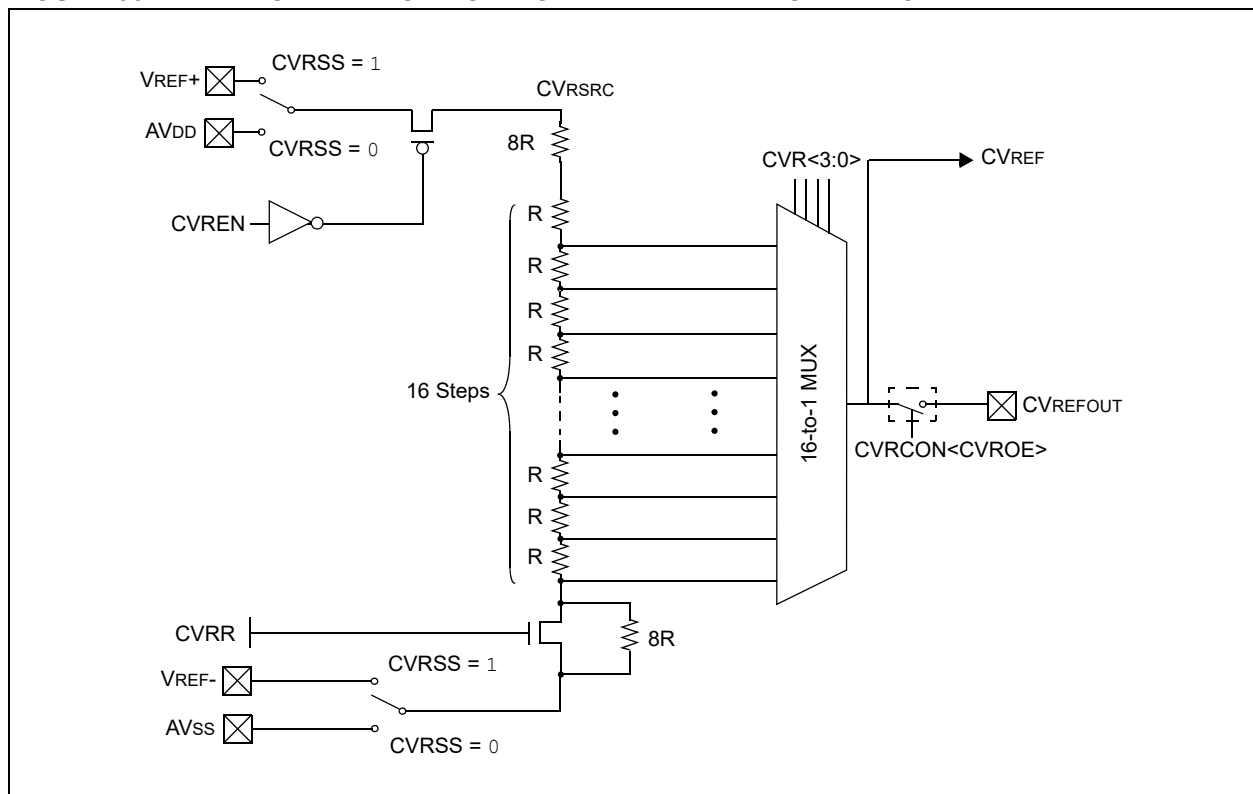 CVRSS = 1
VREF+
CVRSRC
AVDD
8R
CVRSS = 0
CVR<3:0>
CVREF
CVREN
R
R
R
R
16 Steps
16-to-1 MUX
CVREFOUT
CVRCON<CVROE>
R
R
R
CVRR
8R
CVRSS = 1
VREF-
AVSS
CVRSS = 0